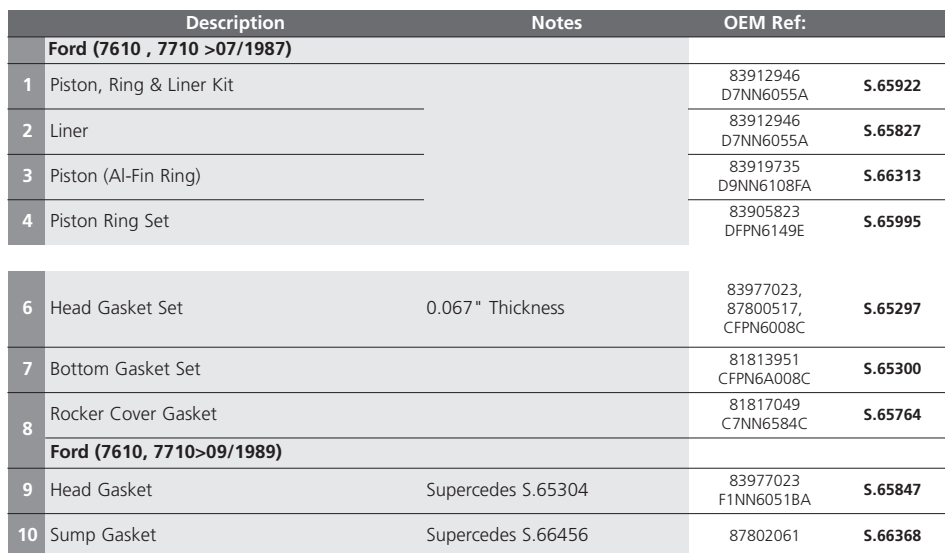 Description Notes OEM Ref:
Ford (7610 , 7710 >07/1987)
1 Piston, Ring & Liner Kit 83912946 D7NN6055A S.65922
2 Liner 83912946 D7NN6055A S.65827
3 Piston (Al-Fin Ring) 83919735 D9NN6108FA S.66313
4 Piston Ring Set 83905823 DFPN6149E S.65995
6 Head Gasket Set 0.067" Thickness 83977023, 87800517, CFPN6008C S.65297
7 Bottom Gasket Set 81813951 CFPN6A008C S.65300
8 Rocker Cover Gasket 81817049 C7NN6584C S.65764
Ford (7610, 7710>09/1989)
9 Head Gasket Supercedes S.65304 83977023 F1NN6051BA S.65847
10 Sump Gasket Supercedes S.66456 87802061 S.66368